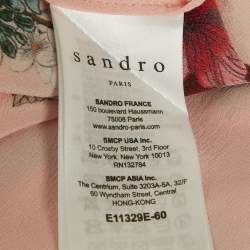 sandro
PARIS
SANDRO FRANCE
150 boulevard Haussmann
75008 Paris
www.sandro-paris.com
SMCP USA Inc.
10 Crosby Street, 3rd Floor
New York, New York 10013
RN132784
SMCP ASIA Inc.
The Centrium, Suite 3203A-5A, 32/F
60 Wyndham Street, Central
HONG-KONG
E11329E-60